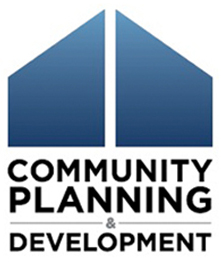 COMMUNITY
PLANNING
&
DEVELOPMENT